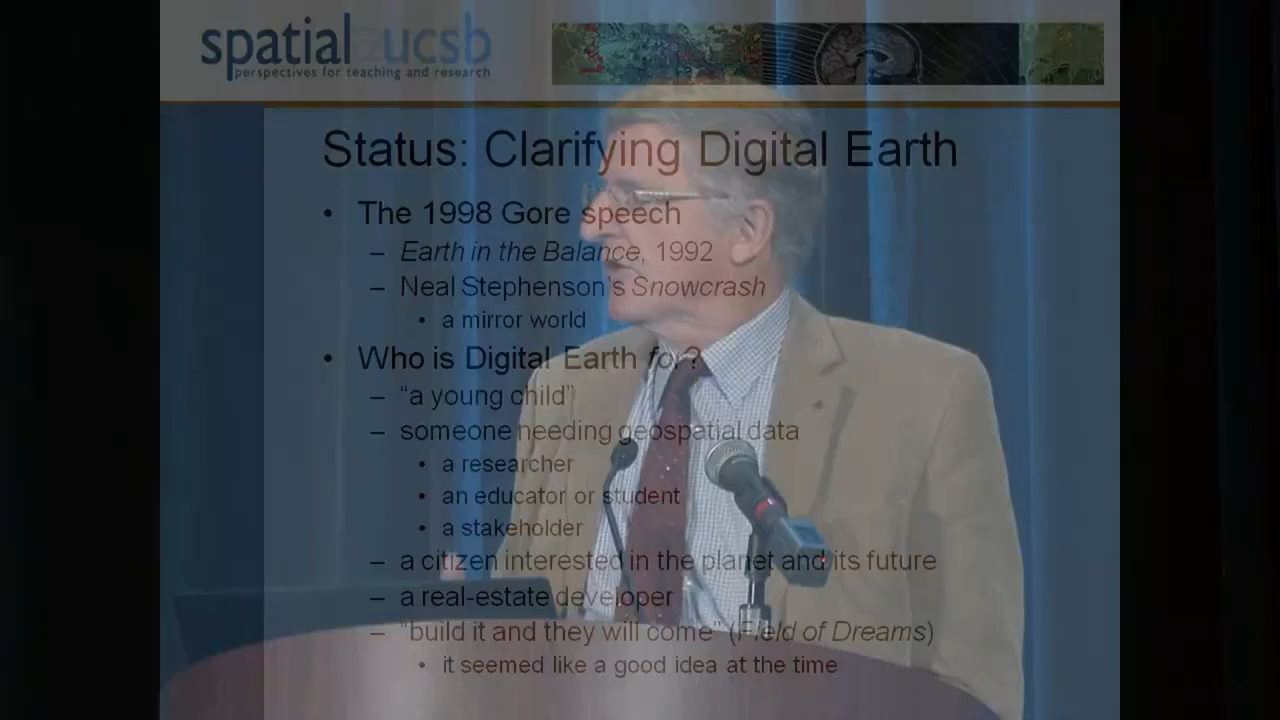 spatial@ucsb
perspectives for teaching and research
Status: Clarifying Digital Earth
• The 1998 Gore speech
– Earth in the Balance, 1992
– Neal Stephenson's Snowcrash
• a mirror world
• Who is Digital Earth for?
– “a young child”
– someone needing geospatial data
• a researcher
• an educator or student
• a stakeholder
– a citizen interested in the planet and its future
– a real-estate developer
– “build it and they will come” (Field of Dreams)
• it seemed like a good idea at the time